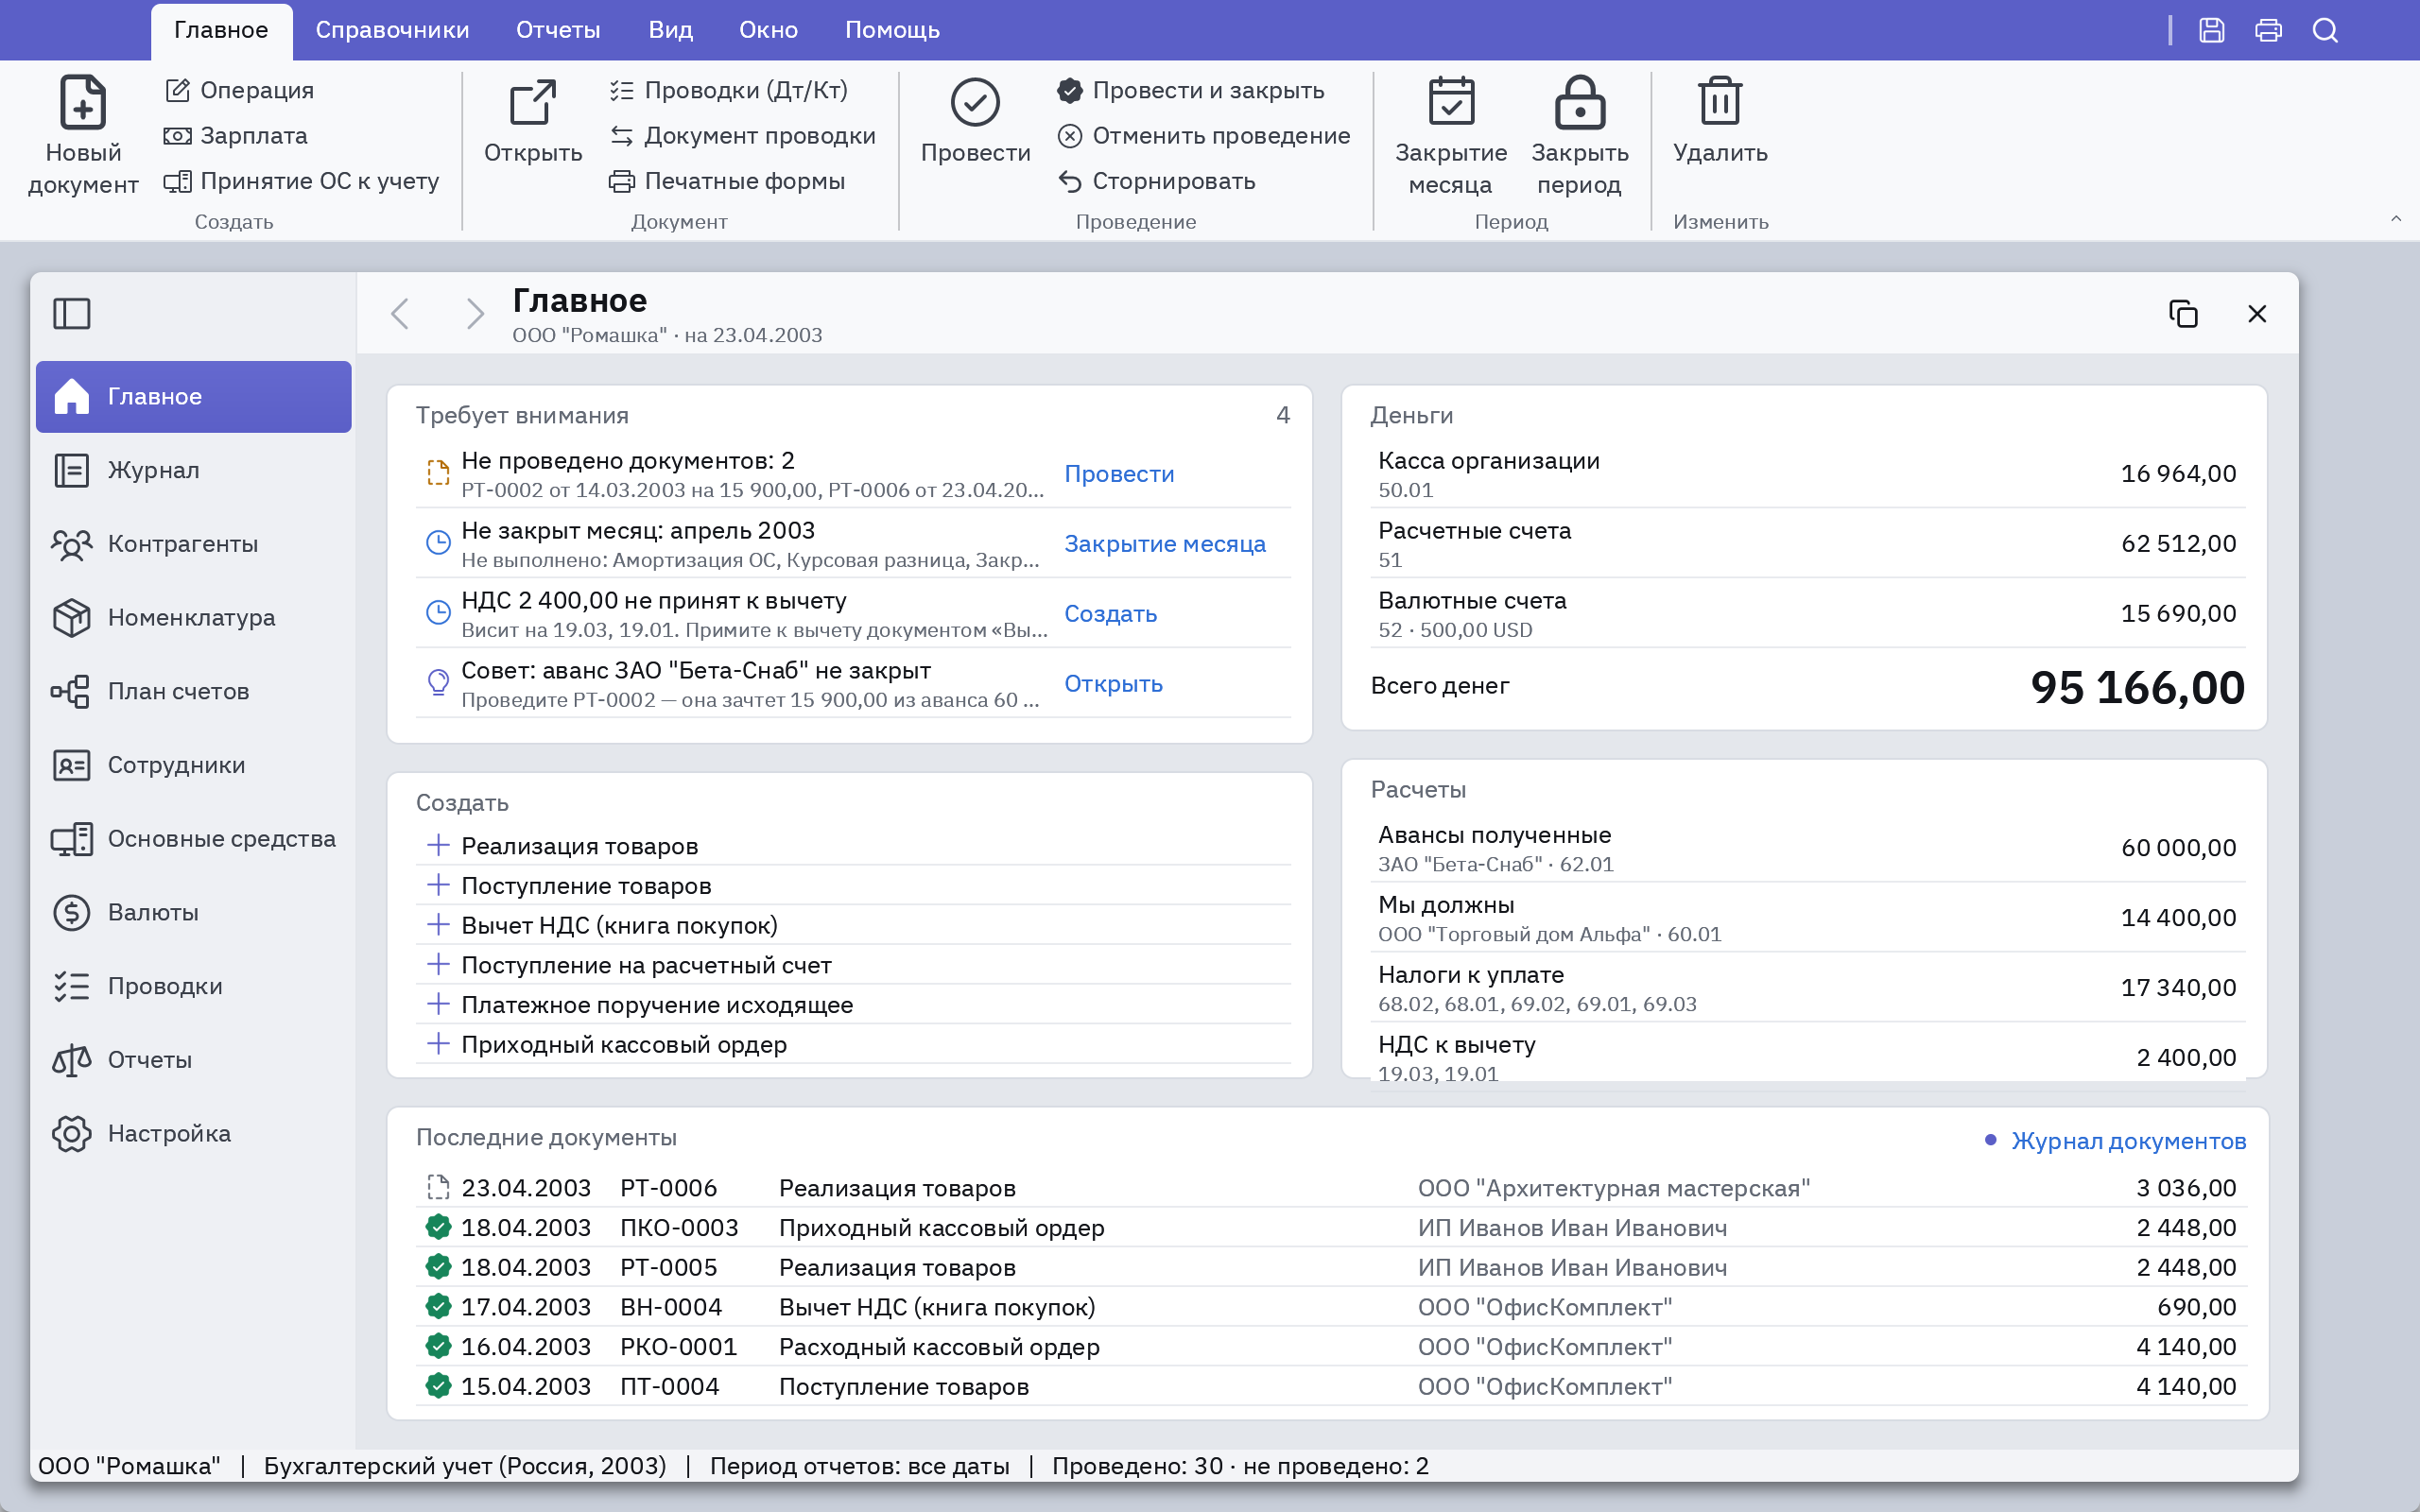 Главное
Справочники
Отчеты
Вид
Окно
Помощь
Новый документ
Операция
Зарплата
Принятие ОС к учету
Создать
Открыть
Проводки (Дт/Кт)
Документ проводки
Печатные формы
Документ
Провести
Провести и закрыть
Отменить проведение
Сторнировать
Проведение
Закрытие месяца
Закрыть период
Период
Удалить
Изменить
Главное
ООО "Ромашка" · на 23.04.2003
Главное
Журнал
Контрагенты
Номенклатура
План счетов
Сотрудники
Основные средства
Валюты
Проводки
Отчеты
Настройка
Требует внимания 4
Не проведено документов: 2
РТ-0002 от 14.03.2003 на 15 900,00, РТ-0006 от 23.04.20...
Провести
Не закрыт месяц: апрель 2003
Не выполнено: Амортизация ОС, Курсовая разница, Закр...
Закрытие месяца
НДС 2 400,00 не принят к вычету
Висит на 19.03, 19.01. Примите к вычету документом «Вы...
Создать
Совет: аванс ЗАО "Бета-Снаб" не закрыт
Проведите РТ-0002 — она зачтет 15 900,00 из аванса 60 ...
Открыть
Деньги
Касса организации
50.01
16 964,00
Расчетные счета
51
62 512,00
Валютные счета
52 · 500,00 USD
15 690,00
Всего денег 95 166,00
Создать
Реализация товаров
Поступление товаров
Вычет НДС (книга покупок)
Поступление на расчетный счет
Платежное поручение исходящее
Приходный кассовый ордер
Расчеты
Авансы полученные
ЗАО "Бета-Снаб" · 62.01
60 000,00
Мы должны
ООО "Торговый дом Альфа" · 60.01
14 400,00
Налоги к уплате
68.02, 68.01, 69.02, 69.01, 69.03
17 340,00
НДС к вычету
19.03, 19.01
2 400,00
Последние документы
Журнал документов
23.04.2003 РТ-0006 Реализация товаров ООО "Архитектурная мастерская" 3 036,00
18.04.2003 ПКО-0003 Приходный кассовый ордер ИП Иванов Иван Иванович 2 448,00
18.04.2003 РТ-0005 Реализация товаров ИП Иванов Иван Иванович 2 448,00
17.04.2003 ВН-0004 Вычет НДС (книга покупок) ООО "ОфисКомплект" 690,00
16.04.2003 РКО-0001 Расходный кассовый ордер ООО "ОфисКомплект" 4 140,00
15.04.2003 ПТ-0004 Поступление товаров ООО "ОфисКомплект" 4 140,00
ООО "Ромашка" | Бухгалтерский учет (Россия, 2003) | Период отчетов: все даты | Проведено: 30 · не проведено: 2